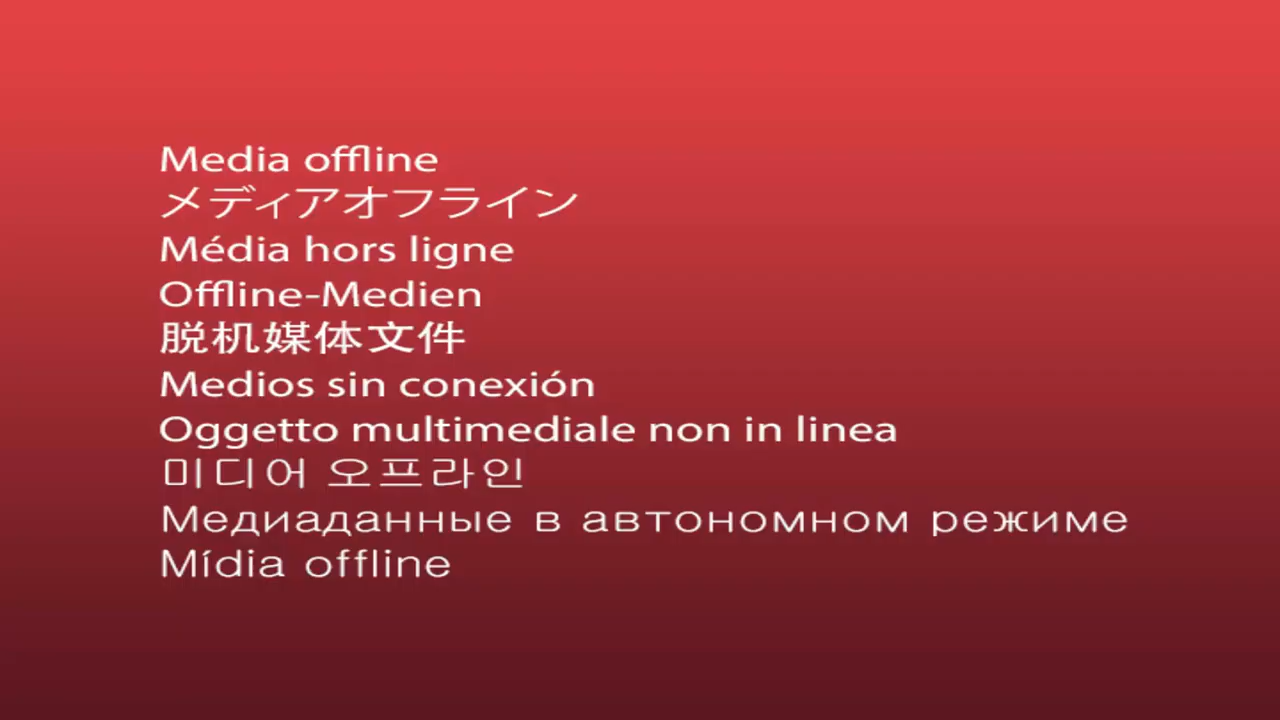 Media offline
メディアオフライン
Média hors ligne
Offline-Medien
脱机媒体文件
Medios sin conexión
Oggetto multimediale non in linea
미디어 오프라인
Медиаданные в автономном режиме
Mídia offline